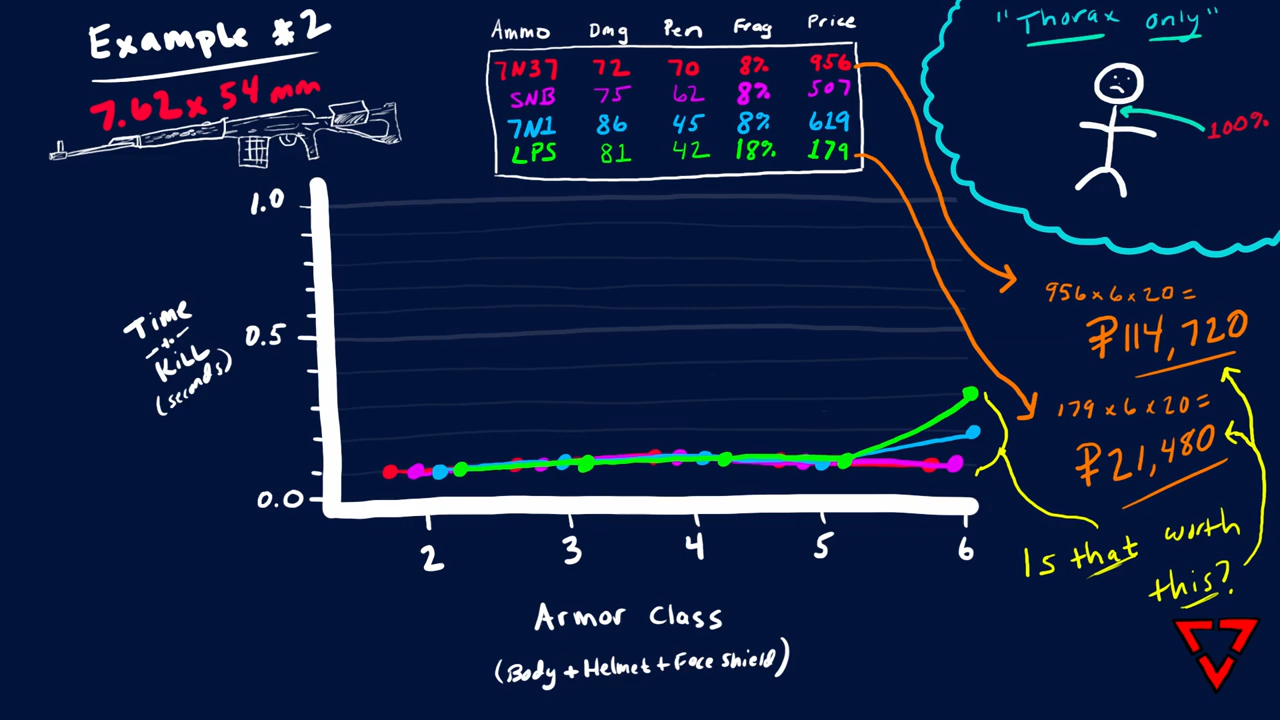 Example #2
7.62 x 54 mm
Ammo Dmg Pen Frag Price
7N37 72 70 8% 956
SNB 75 62 8% 507
7N1 86 45 8% 619
LPS 81 42 18% 179
"Thorax only"
100%
1.0
0.5
0.0
Time
-to-
Kill
(seconds)
2 3 4 5 6
Armor Class
(Body + Helmet + Face Shield)
956 x 6 x 20 =
₽114,720
179 x 6 x 20 =
₽21,480
Is that worth
this?